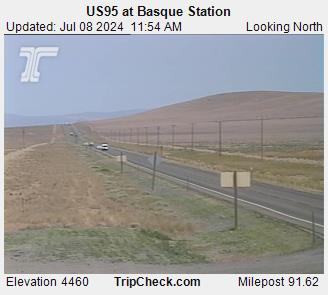 US95 at Basque Station
Updated: Jul 08 2024 11:54 AM Looking North
Elevation 4460 TripCheck.com Milepost 91.62